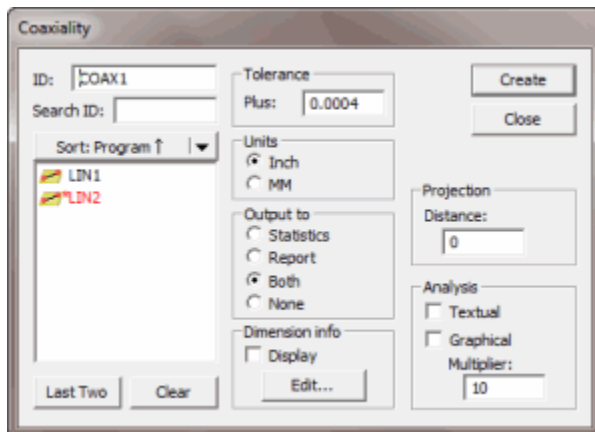 Coaxiality
ID: COAX1
Search ID:
Sort: Program↑
LIN1
*LIN2
Last Two
Clear
Tolerance
Plus: 0.0004
Units
Inch
MM
Output to
Statistics
Report
Both
None
Dimension info
Display
Edit...
Create
Close
Projection
Distance:
0
Analysis
Textual
Graphical
Multiplier:
10